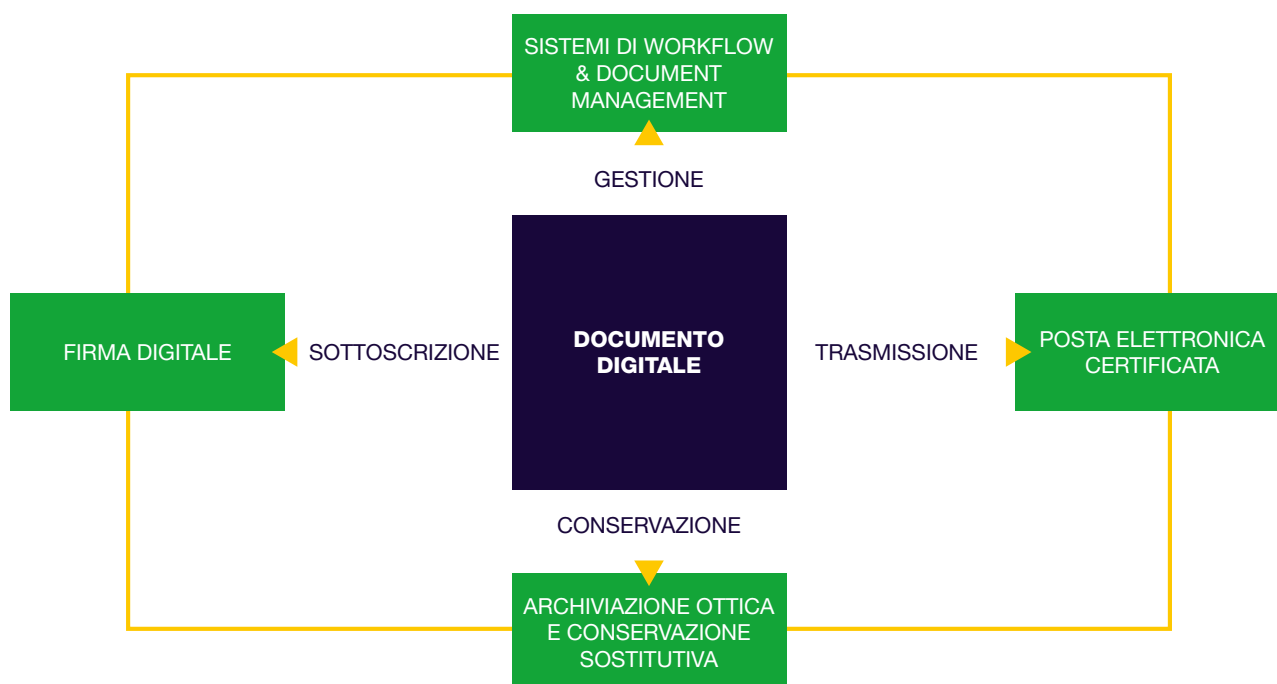 SISTEMI DI WORKFLOW
& DOCUMENT
MANAGEMENT
GESTIONE
FIRMA DIGITALE
SOTTOSCRIZIONE
DOCUMENTO
DIGITALE
TRASMISSIONE
POSTA ELETTRONICA
CERTIFICATA
CONSERVAZIONE
ARCHIVIAZIONE OTTICA
E CONSERVAZIONE
SOSTITUTIVA